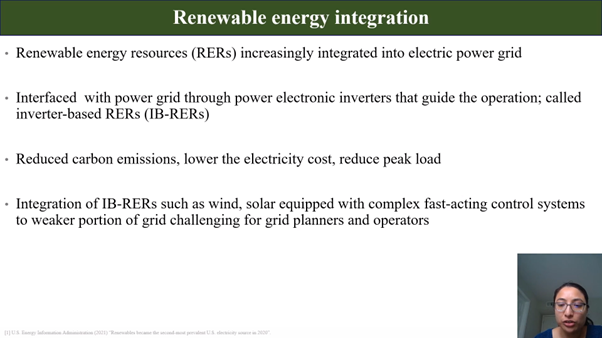 Renewable energy integration
Renewable energy resources (RERs) increasingly integrated into electric power grid
Interfaced with power grid through power electronic inverters that guide the operation; called
inverter-based RERs (IB-RERs)
Reduced carbon emissions, lower the electricity cost, reduce peak load
Integration of IB-RERs such as wind, solar equipped with complex fast-acting control systems
to weaker portion of grid challenging for grid planners and operators
[1] U.S. Energy Information Administration (2021) "Renewables became the second-most prevalent U.S. electricity source in 2020".